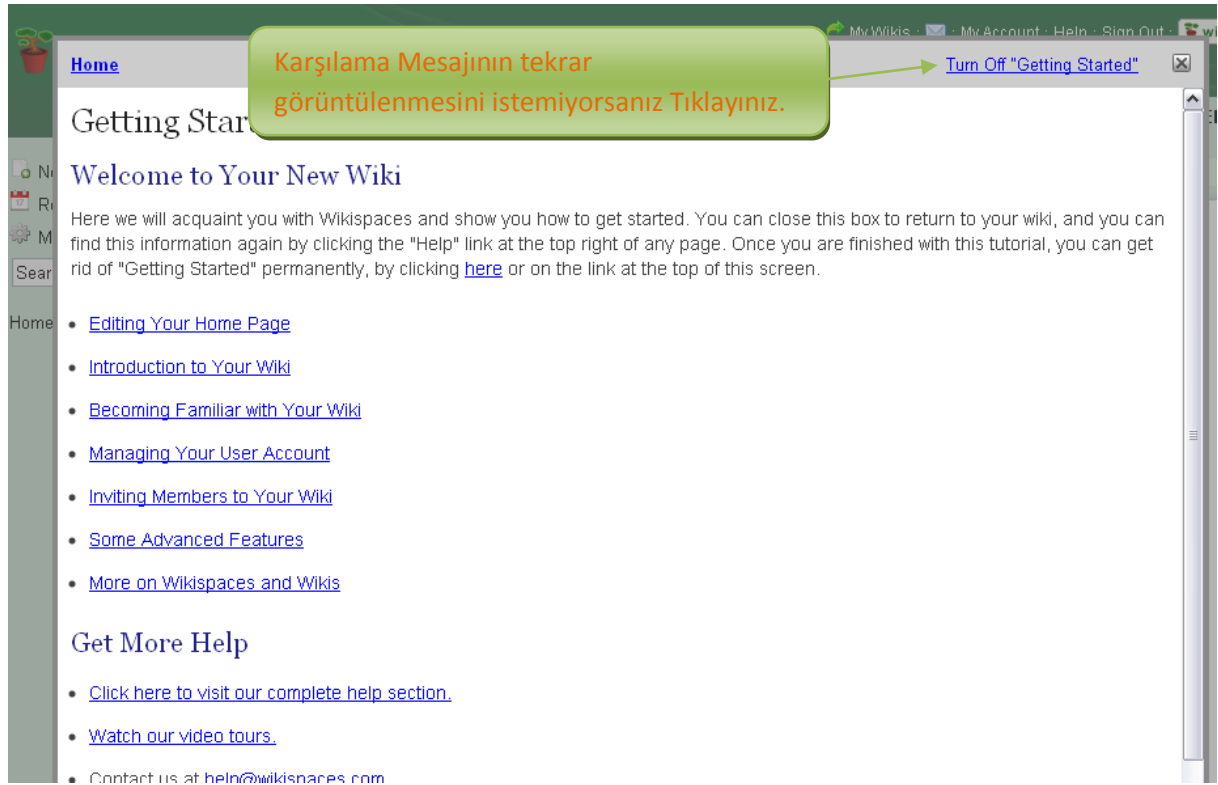 My Wikis · My Account · Help · Sign Out ·
Home
Karşılama Mesajının tekrar
görüntülenmesini istemiyorsanız Tıklayınız.
Turn Off "Getting Started"
Getting
Welcome to Your New Wiki
Here we will acquaint you with Wikispaces and show you how to get started. You can close this box to return to your wiki, and you can
find this information again by clicking the "Help" link at the top right of any page. Once you are finished with this tutorial, you can get
rid of "Getting Started" permanently, by clicking here or on the link at the top of this screen.
Home
• Editing Your Home Page
• Introduction to Your Wiki
• Becoming Familiar with Your Wiki
• Managing Your User Account
• Inviting Members to Your Wiki
• Some Advanced Features
• More on Wikispaces and Wikis
Get More Help
• Click here to visit our complete help section.
• Watch our video tours.
• Contact us at help@wikispaces.com